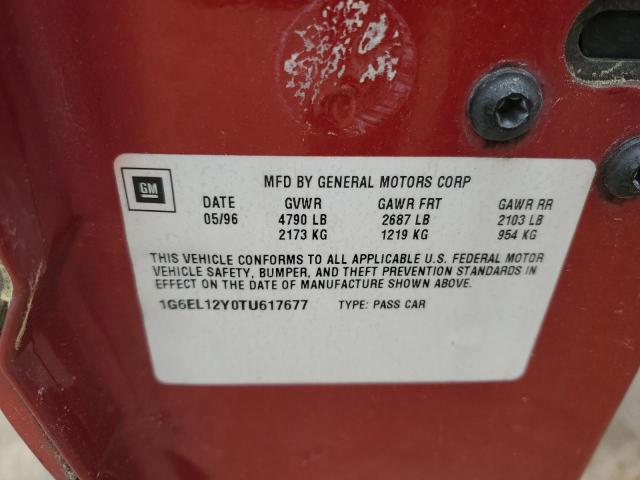 GM
MFD BY GENERAL MOTORS CORP
DATE GVWR GAWR FRT GAWR RR
05/96 4790 LB 2687 LB 2103 LB
2173 KG 1219 KG 954 KG
THIS VEHICLE CONFORMS TO ALL APPLICABLE U.S. FEDERAL MOTOR
VEHICLE SAFETY, BUMPER, AND THEFT PREVENTION STANDARDS IN
EFFECT ON THE DATE OF MANUFACTURE SHOWN ABOVE.
1G6EL12Y0TU617677 TYPE: PASS CAR